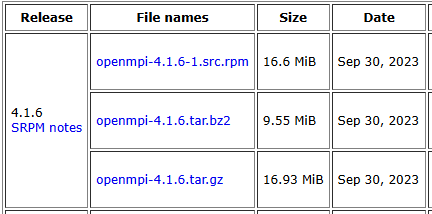 Release File names Size Date
openmpi-4.1.6-1.src.rpm 16.6 MiB Sep 30, 2023
4.1.6
SRPM notes
openmpi-4.1.6.tar.bz2 9.55 MiB Sep 30, 2023
openmpi-4.1.6.tar.gz 16.93 MiB Sep 30, 2023